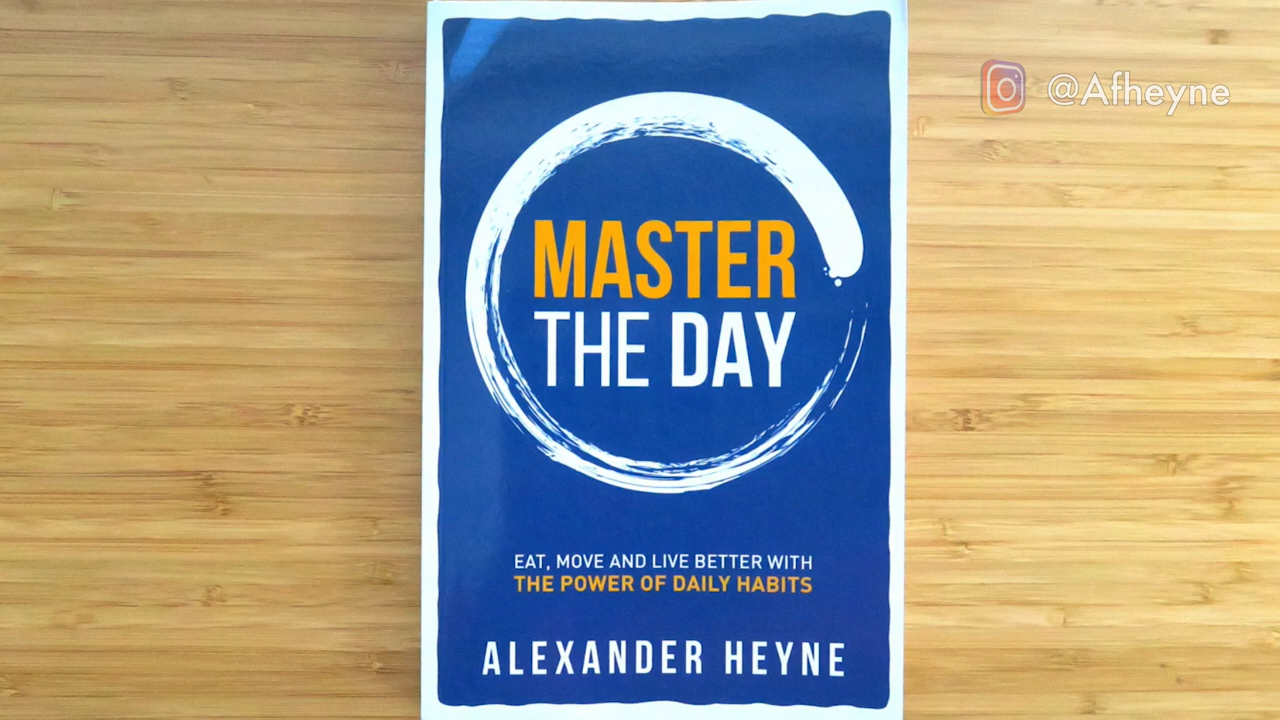 @Afheyne
MASTER
THE DAY
EAT, MOVE AND LIVE BETTER WITH
THE POWER OF DAILY HABITS
ALEXANDER HEYNE